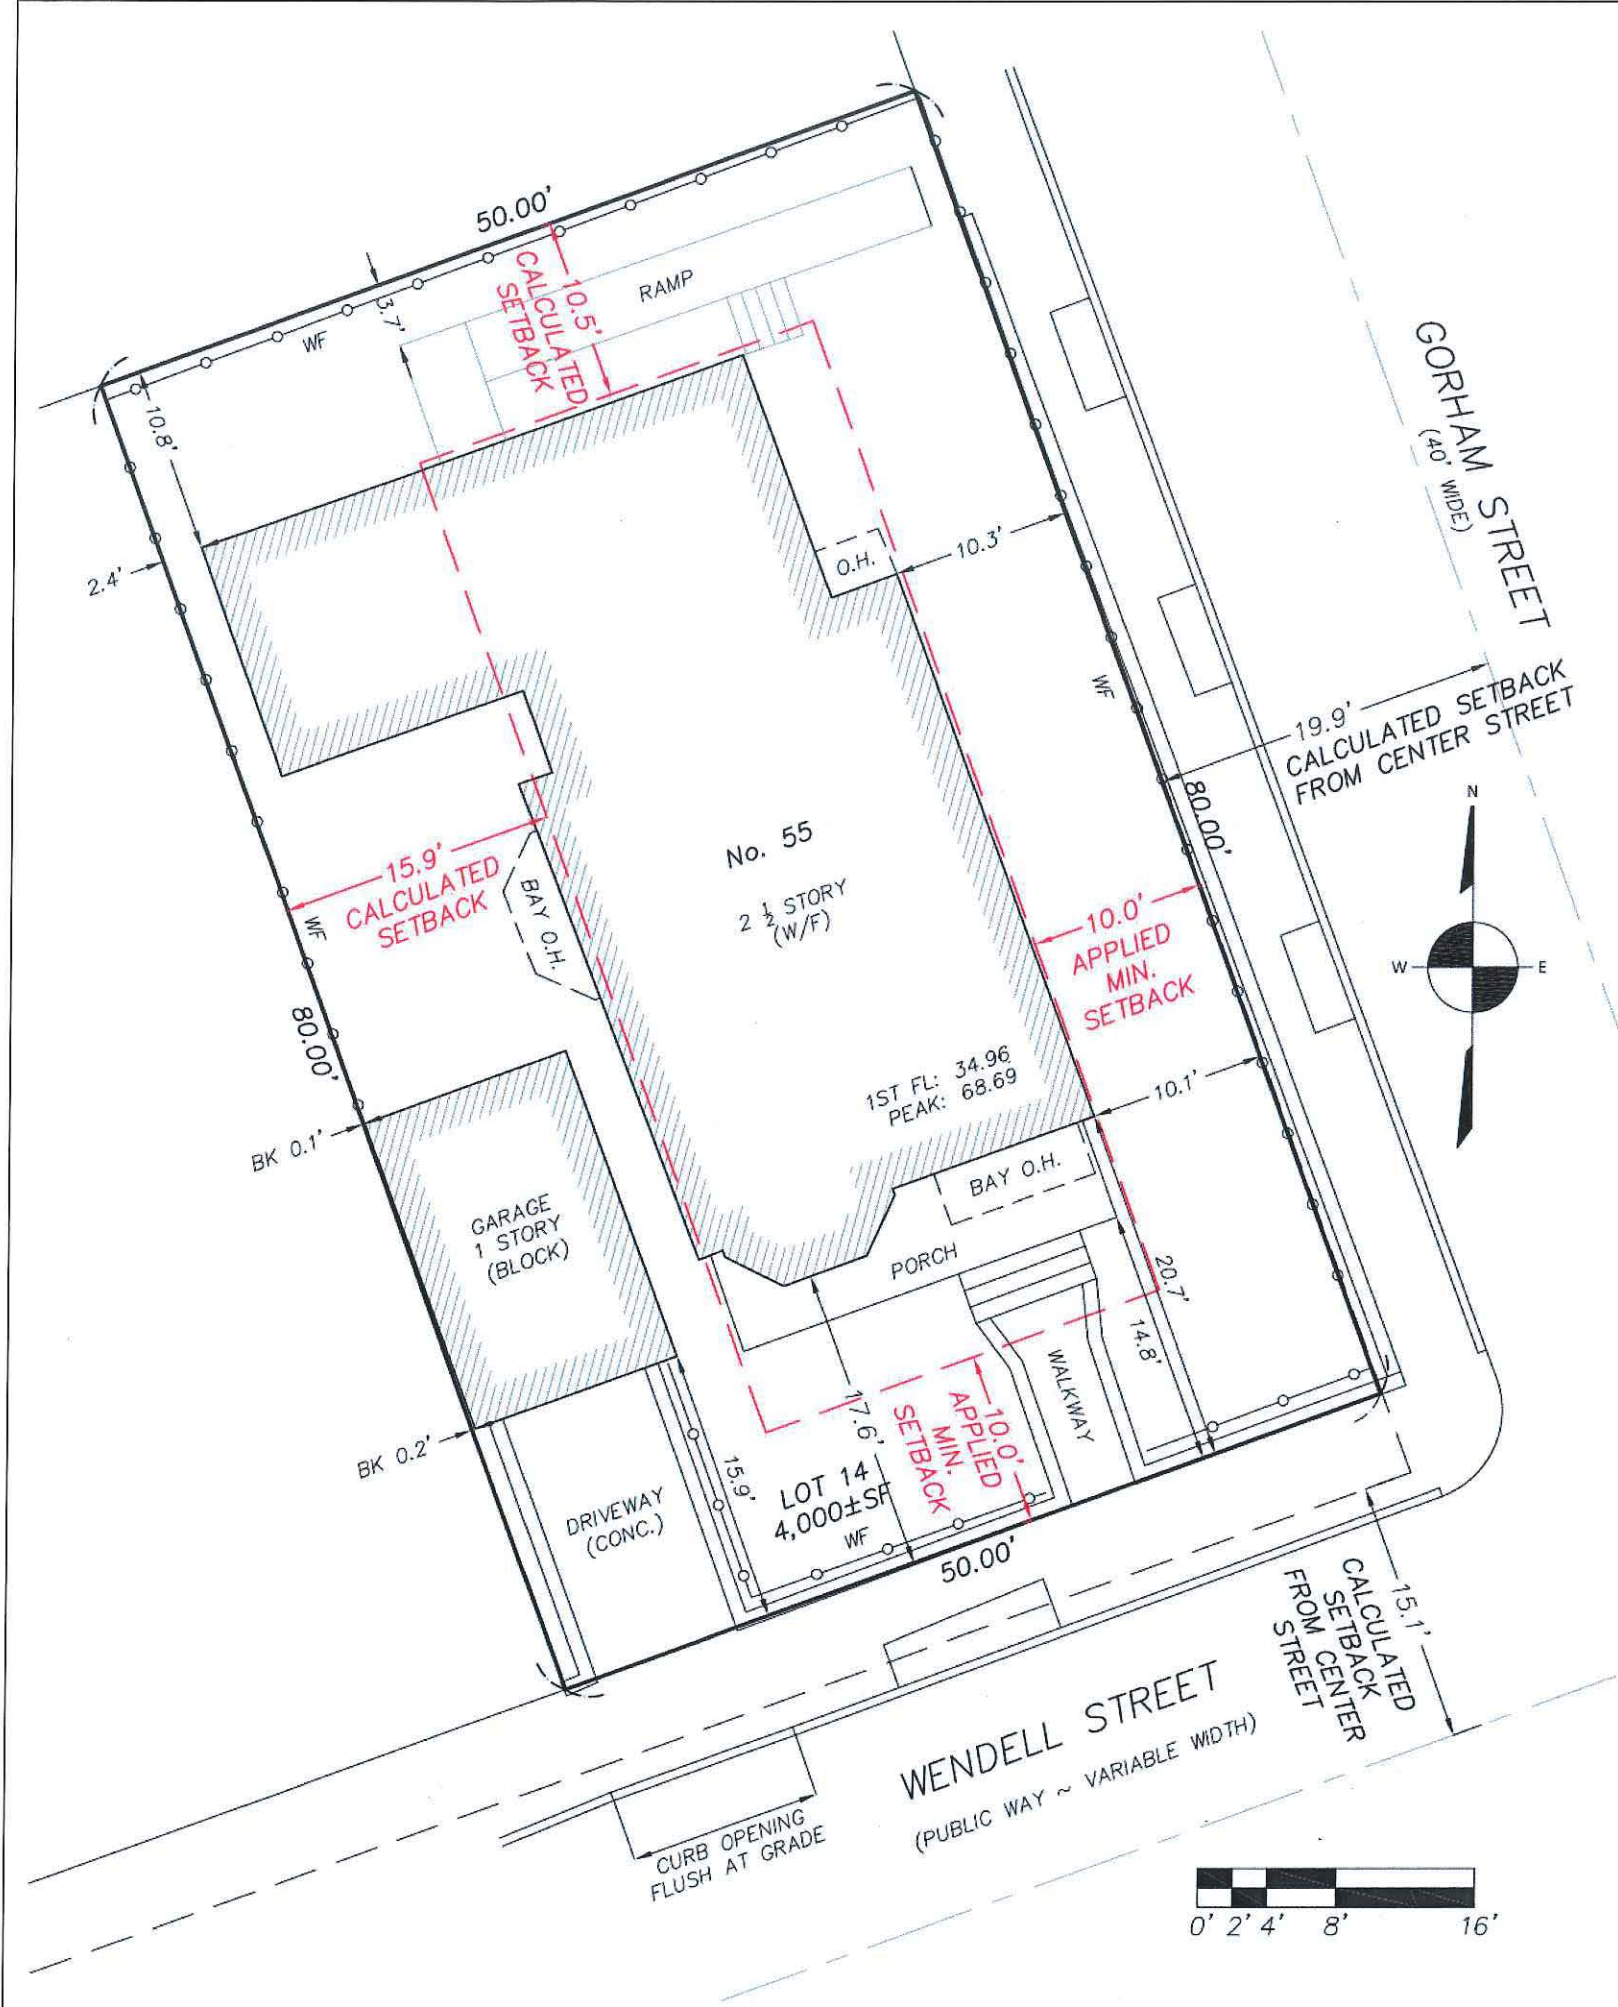 50.00'
3.7'
WF
10.5'
CALCULATED
SETBACK
RAMP
10.8'
2.4'
GORHAM STREET
(40' WIDE)
O.H.
10.3'
WF
19.9'
CALCULATED SETBACK
FROM CENTER STREET
80.00'
N
W
E
15.9'
CALCULATED
SETBACK
WF
BAY O.H.
No. 55
2 ½ STORY
(W/F)
10.0'
APPLIED
MIN.
SETBACK
80.00'
1ST FL: 34.96
PEAK: 68.69
10.1'
BK 0.1'
GARAGE
1 STORY
(BLOCK)
BAY O.H.
PORCH
20.7'
14.8'
WALKWAY
17.6'
10.0'
APPLIED
MIN.
SETBACK
BK 0.2'
15.9'
DRIVEWAY
(CONC.)
LOT 14
4,000±SF
WF
50.00'
15.1'
CALCULATED
SETBACK
FROM CENTER
STREET
WENDELL STREET
(PUBLIC WAY ~ VARIABLE WIDTH)
CURB OPENING
FLUSH AT GRADE
0' 2' 4' 8' 16'